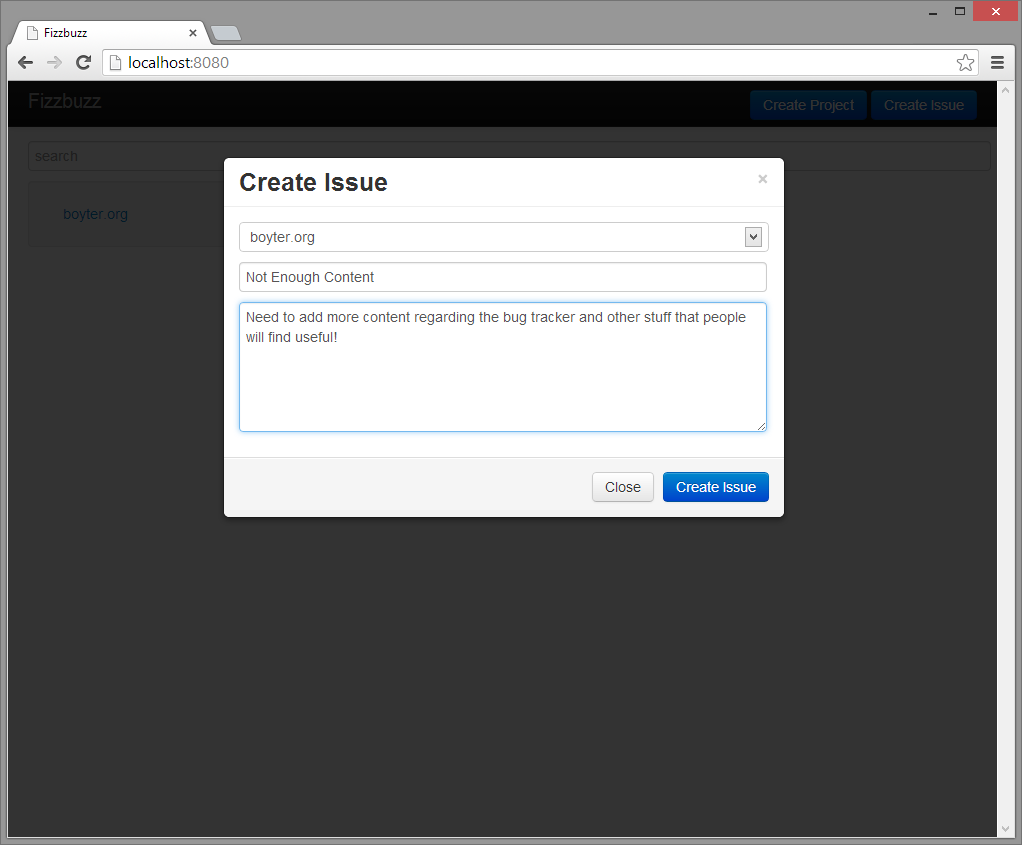 Fizzbuzz
localhost:8080
Fizzbuzz
Create Project
Create Issue
search
boyter.org
Create Issue
boyter.org
Not Enough Content
Need to add more content regarding the bug tracker and other stuff that people
will find useful!
Close
Create Issue